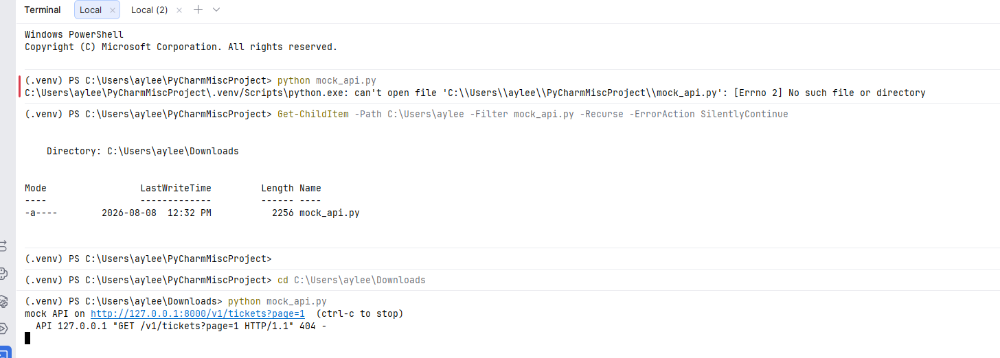 Terminal Local × Local (2) ×
Windows PowerShell
Copyright (C) Microsoft Corporation. All rights reserved.
(.venv) PS C:\Users\aylee\PyCharmMiscProject> python mock_api.py
C:\Users\aylee\PyCharmMiscProject\.venv/Scripts\python.exe: can't open file 'C:\\Users\\aylee\\PyCharmMiscProject\\mock_api.py': [Errno 2] No such file or directory
(.venv) PS C:\Users\aylee\PyCharmMiscProject> Get-ChildItem -Path C:\Users\aylee -Filter mock_api.py -Recurse -ErrorAction SilentlyContinue
    Directory: C:\Users\aylee\Downloads
Mode                 LastWriteTime         Length Name
----                 -------------         ------ ----
-a----        2026-08-08  12:32 PM           2256 mock_api.py
(.venv) PS C:\Users\aylee\PyCharmMiscProject>
(.venv) PS C:\Users\aylee\PyCharmMiscProject> cd C:\Users\aylee\Downloads
(.venv) PS C:\Users\aylee\Downloads> python mock_api.py
mock API on http://127.0.0.1:8000/v1/tickets?page=1  (ctrl-c to stop)
  API 127.0.0.1 "GET /v1/tickets?page=1 HTTP/1.1" 404 -